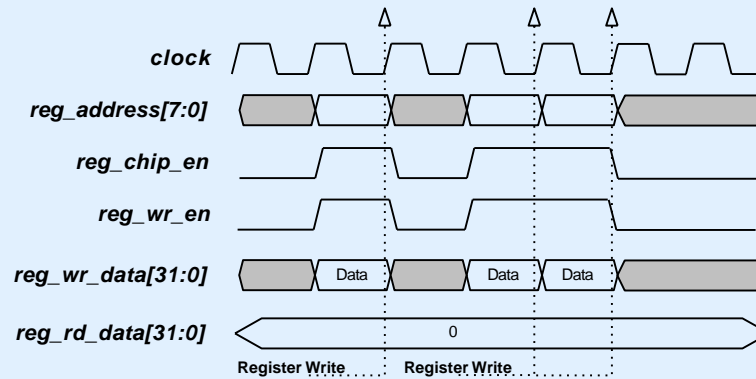 clock
reg_address[7:0]
reg_chip_en
reg_wr_en
reg_wr_data[31:0] Data Data Data
reg_rd_data[31:0] 0
Register Write Register Write